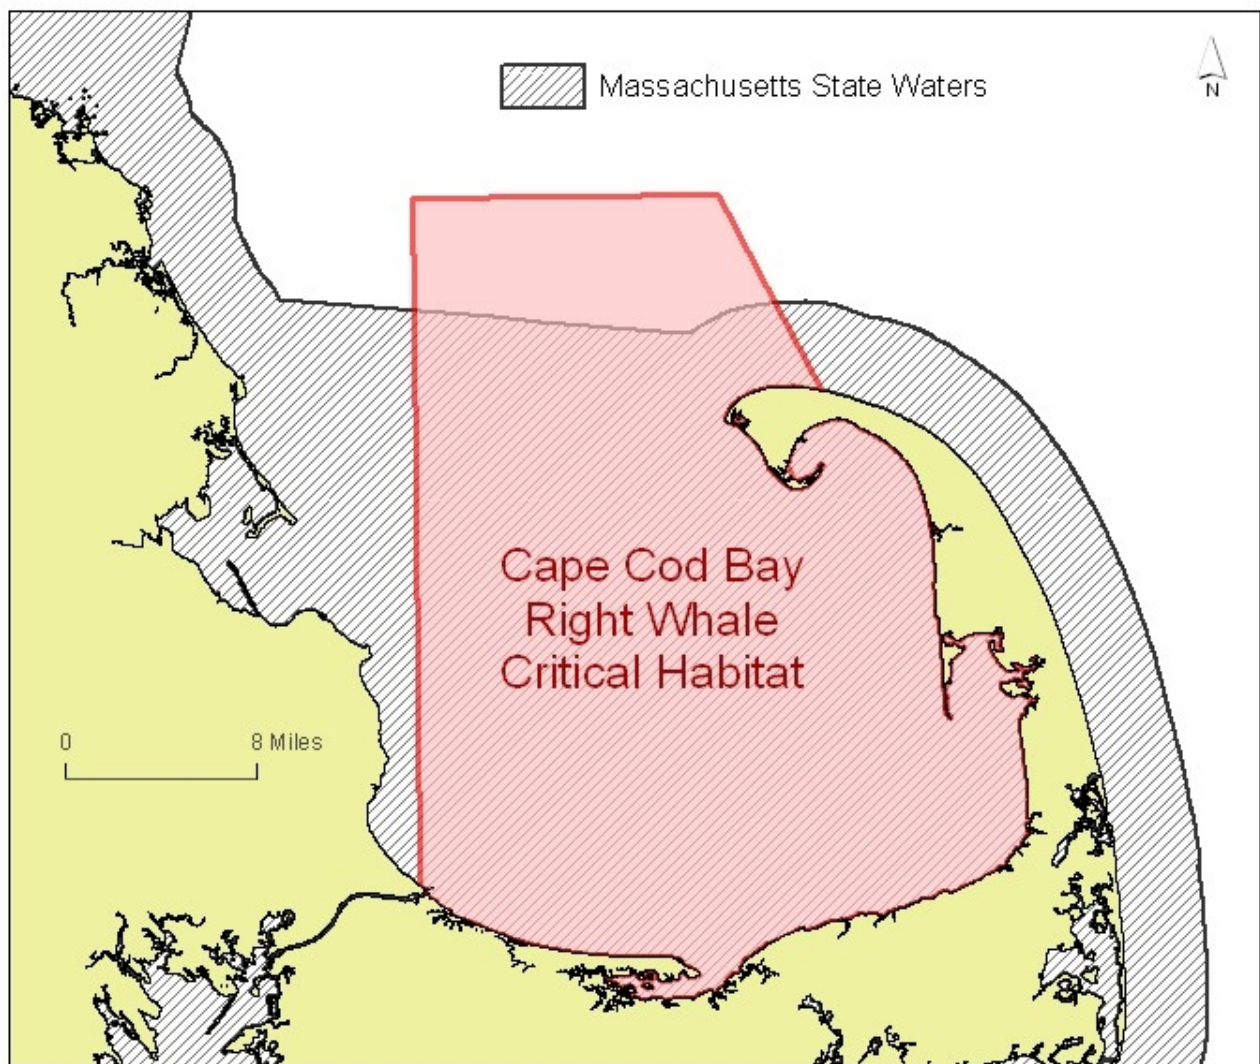 Massachusetts State Waters
N
Cape Cod Bay
Right Whale
Critical Habitat
0 8 Miles